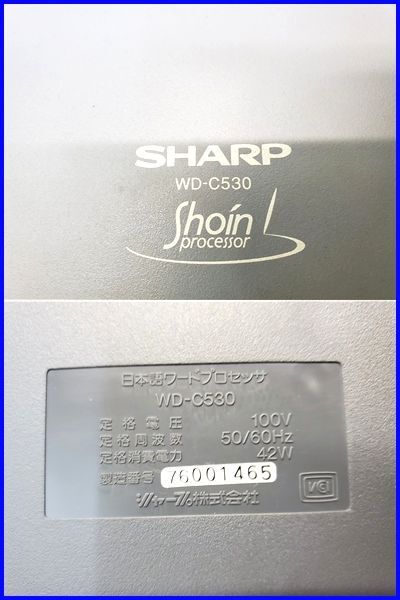 SHARP
WD-C530
Shoin
processor
日本語ワードプロセッサ
WD-C530
定格電圧 100V
定格周波数 50/60Hz
定格消費電力 42W
製造番号 76001465
シャープ株式会社